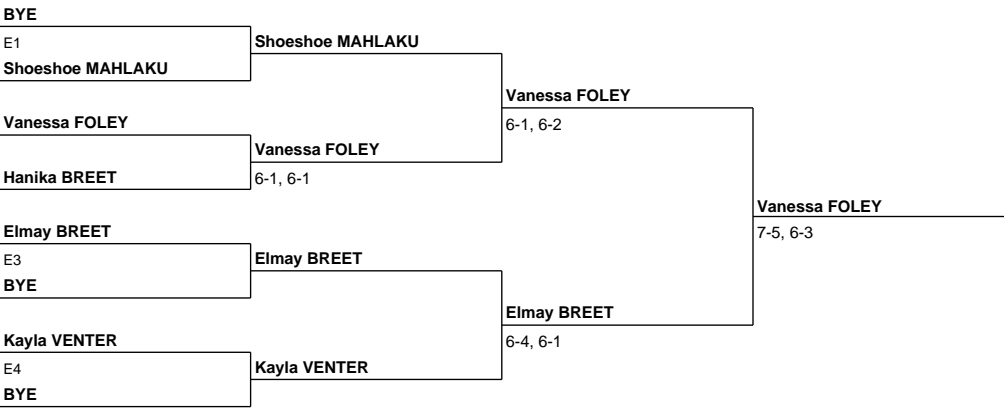 BYE
E1
Shoeshoe MAHLAKU
Shoeshoe MAHLAKU
Vanessa FOLEY
6-1, 6-2
Vanessa FOLEY
Vanessa FOLEY
6-1, 6-1
Hanika BREET
Vanessa FOLEY
7-5, 6-3
Elmay BREET
E3
BYE
Elmay BREET
Elmay BREET
6-4, 6-1
Kayla VENTER
E4
BYE
Kayla VENTER